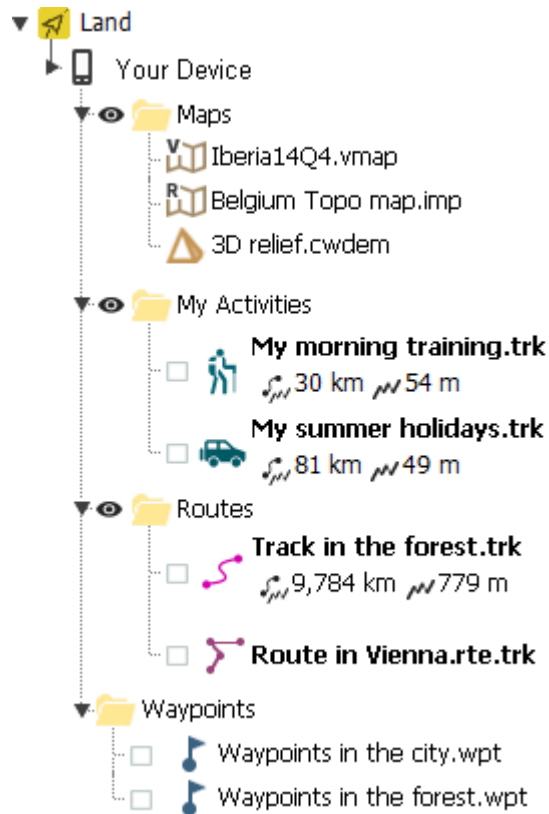 Land
Your Device
Maps
V Iberia14Q4.vmap
R Belgium Topo map.imp
3D relief.cwdem
My Activities
My morning training.trk
30 km 54 m
My summer holidays.trk
81 km 49 m
Routes
Track in the forest.trk
9,784 km 779 m
Route in Vienna.rte.trk
Waypoints
Waypoints in the city.wpt
Waypoints in the forest.wpt